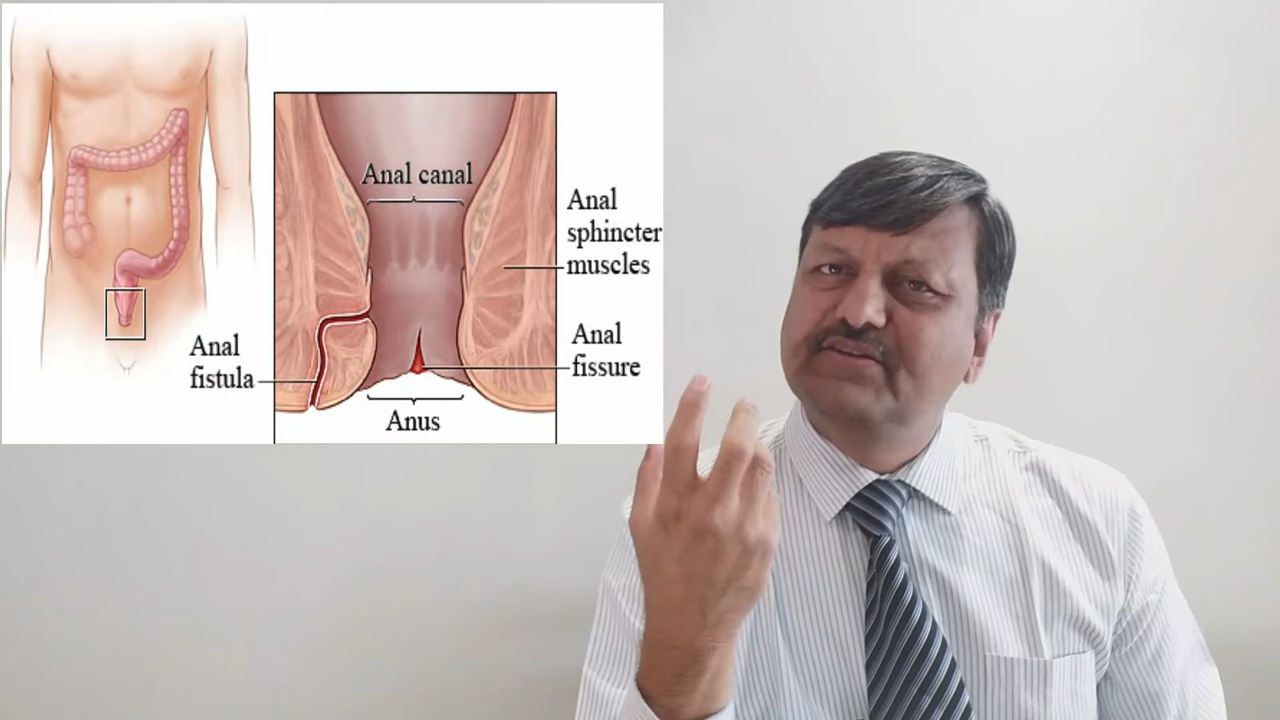 Anal canal
Anal
sphincter
muscles
Anal
fissure
Anal
fistula
Anus